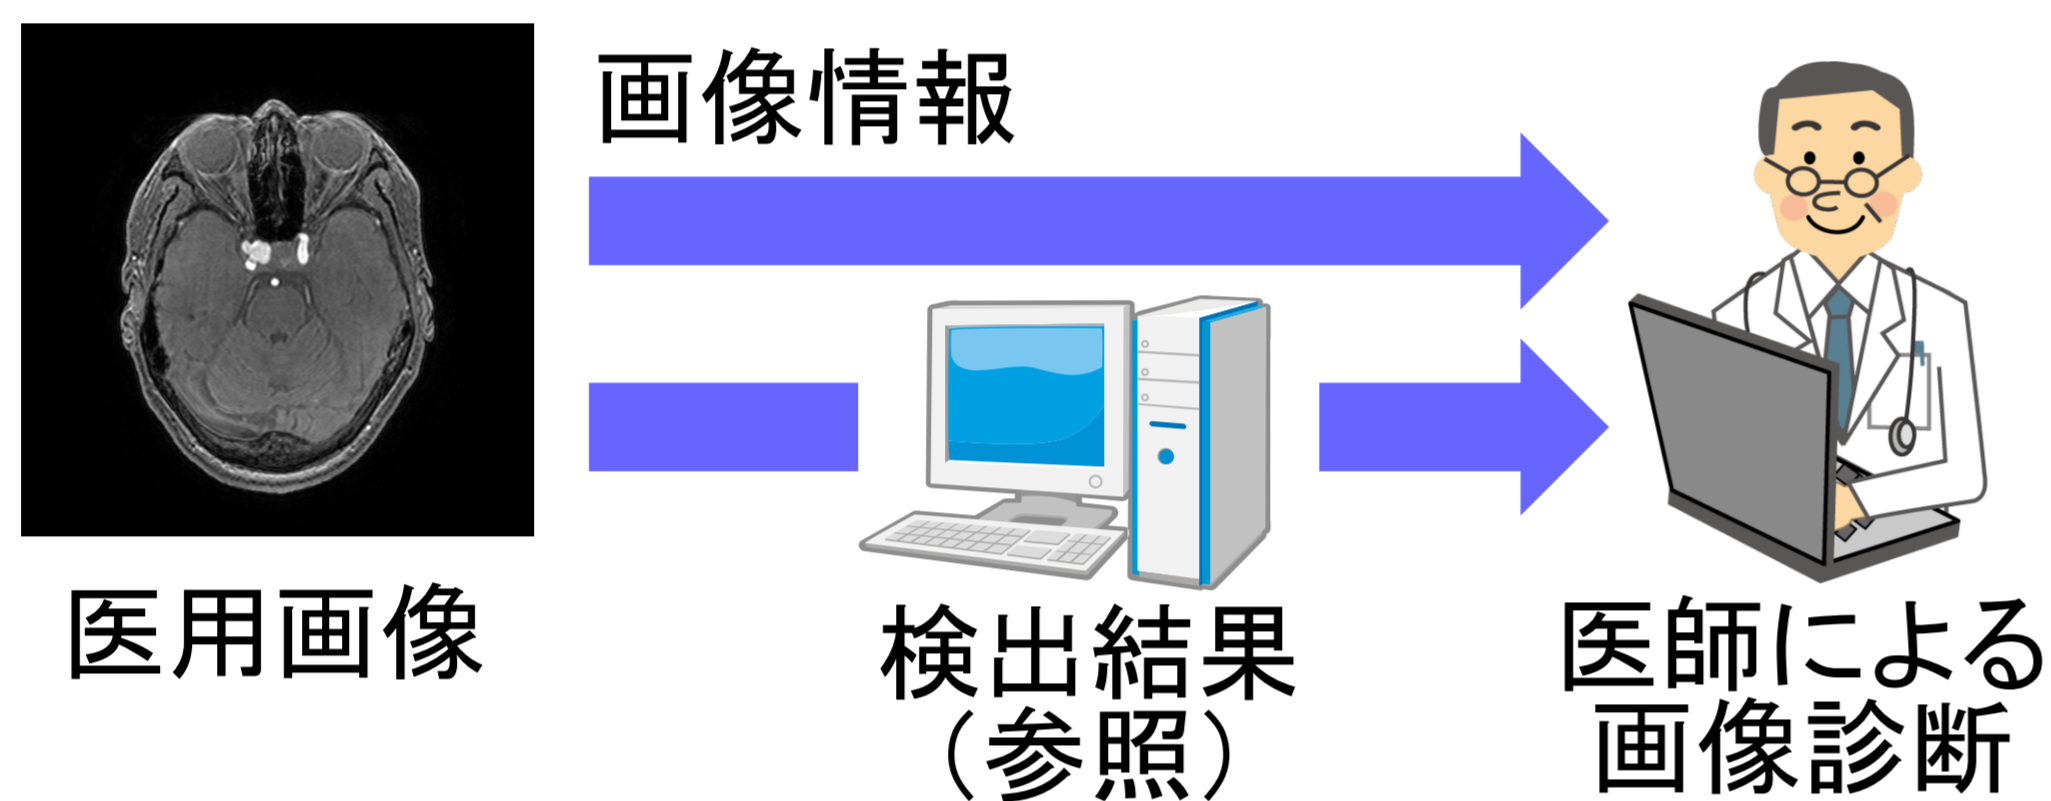 画像情報
医用画像
検出結果
（参照）
医師による
画像診断